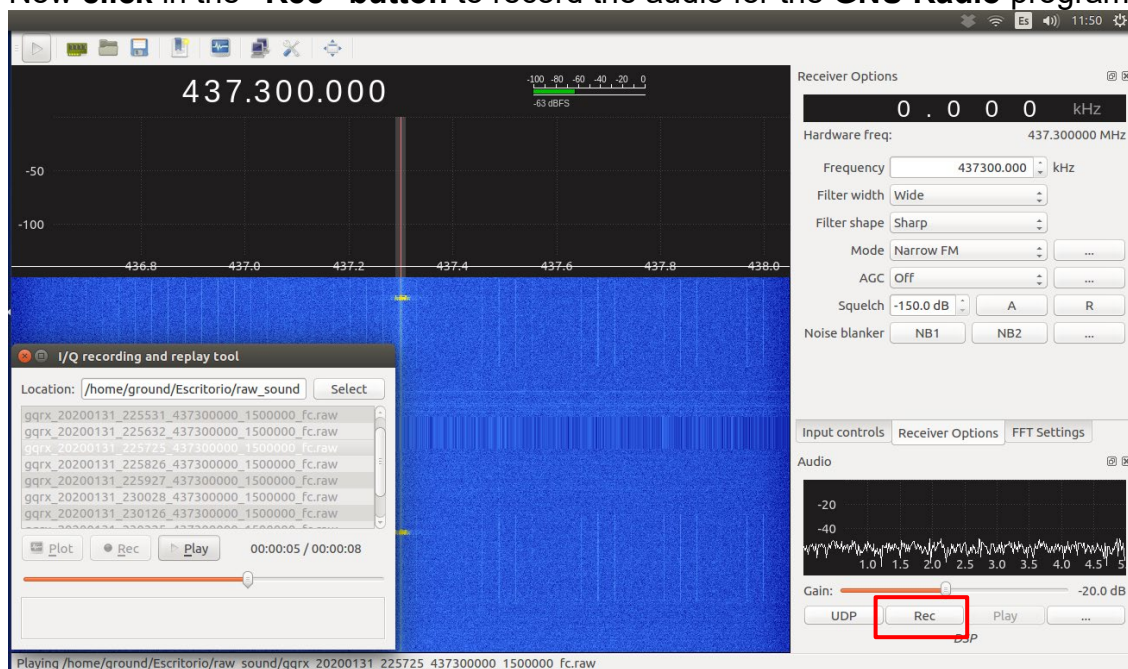 Now click in the "Rec" button to record the audio for the GNU Radio program
Es 11:50
437.300.000
-100 -80 -60 -40 -20 0
-63 dBFS
-50
-100
436.8 437.0 437.2 437.4 437.6 437.8 438.0
Receiver Options
0 . 0 0 0 kHz
Hardware freq: 437.300000 MHz
Frequency 437300.000 kHz
Filter width Wide
Filter shape Sharp
Mode Narrow FM ...
AGC Off ...
Squelch -150.0 dB A R
Noise blanker NB1 NB2 ...
I/Q recording and replay tool
Location: /home/ground/Escritorio/raw_sound Select
gqrx_20200131_225531_437300000_1500000_fc.raw
gqrx_20200131_225632_437300000_1500000_fc.raw
gqrx_20200131_225725_437300000_1500000_fc.raw
gqrx_20200131_225826_437300000_1500000_fc.raw
gqrx_20200131_225927_437300000_1500000_fc.raw
gqrx_20200131_230028_437300000_1500000_fc.raw
gqrx_20200131_230126_437300000_1500000_fc.raw
Plot Rec Play 00:00:05 / 00:00:08
Input controls Receiver Options FFT Settings
Audio
-20
-40
1.0 1.5 2.0 2.5 3.0 3.5 4.0 4.5 5.
Gain: -20.0 dB
UDP Rec Play ...
DSP
Playing /home/ground/Escritorio/raw_sound/gqrx_20200131_225725_437300000_1500000_fc.raw